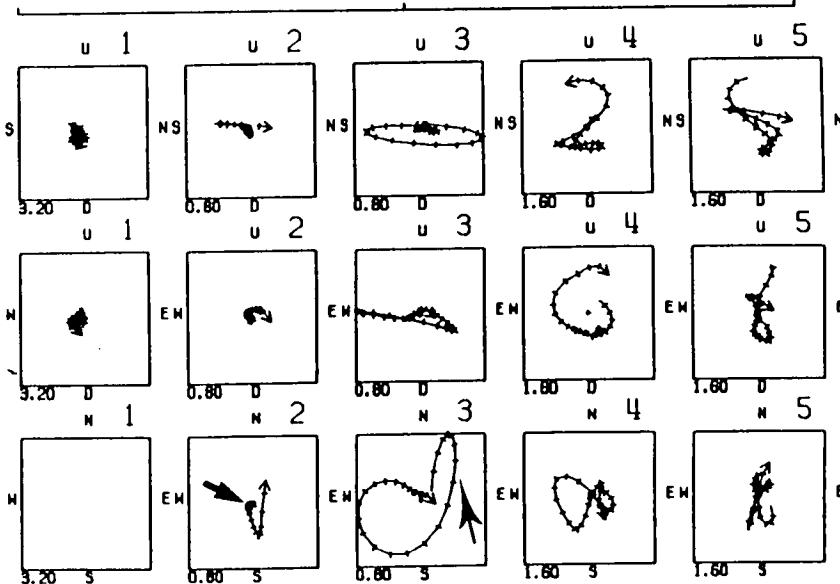 U 1 U 2 U 3 U 4 U 5
S NS NS NS NS N
3.20 D 0.80 D 0.80 D 1.60 D 1.60 D
U 1 U 2 U 3 U 4 U 5
W EW EW EW EW E
3.20 D 0.80 D 0.80 D 1.60 D 1.60 D
N 1 N 2 N 3 N 4 N 5
W EW EW EW EW E
3.20 S 0.80 S 0.80 S 1.60 S 1.60 S